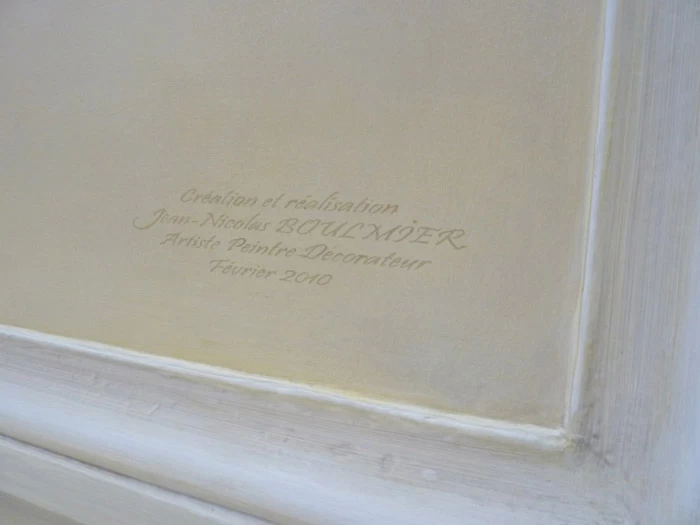 Création et réalisation
Jean-Nicolas BOULMIER
Artiste Peintre Décorateur
Février 2010